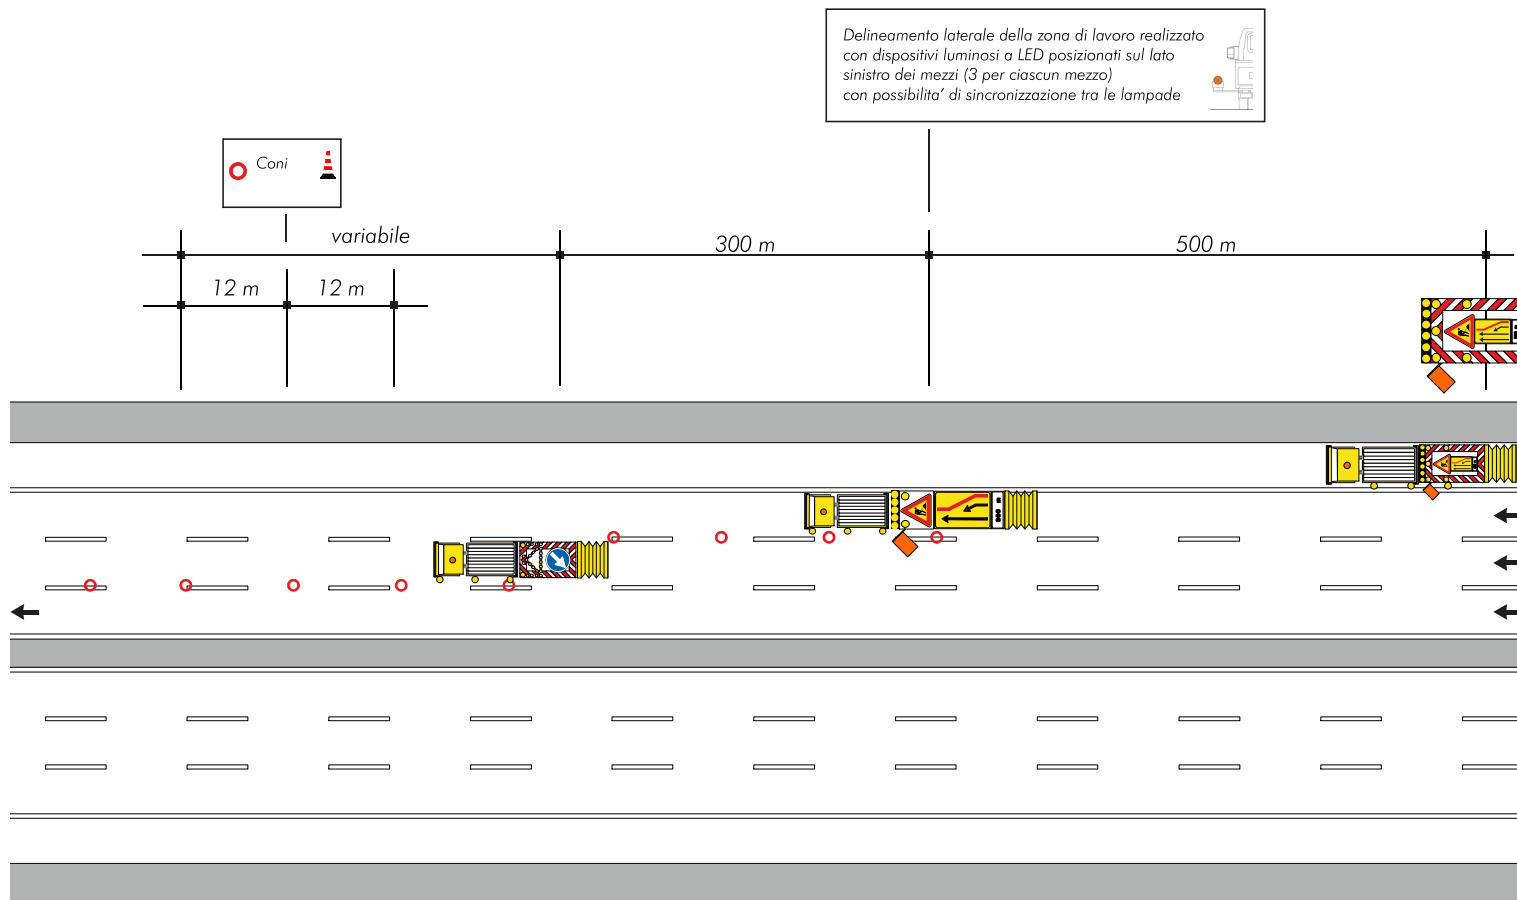 Delineamento laterale della zona di lavoro realizzato
con dispositivi luminosi a LED posizionati sul lato
sinistro dei mezzi (3 per ciascun mezzo)
con possibilita' di sincronizzazione tra le lampade
Coni
variabile
300 m
500 m
12 m
12 m